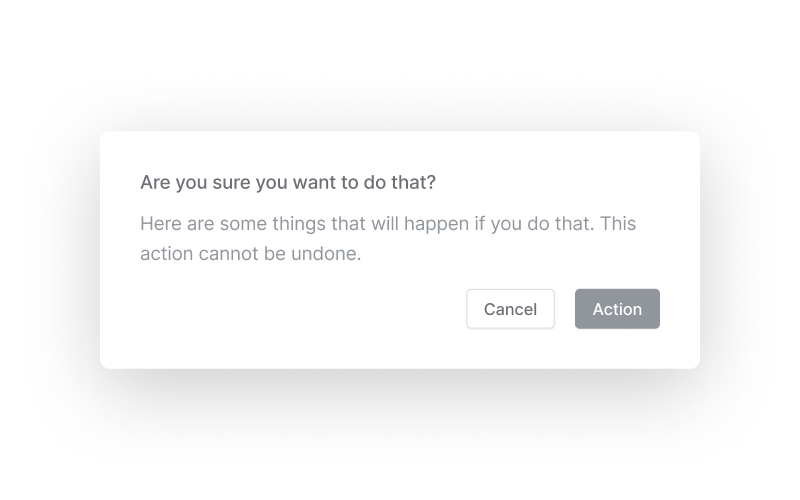 Are you sure you want to do that?
Here are some things that will happen if you do that. This
action cannot be undone.
Cancel
Action